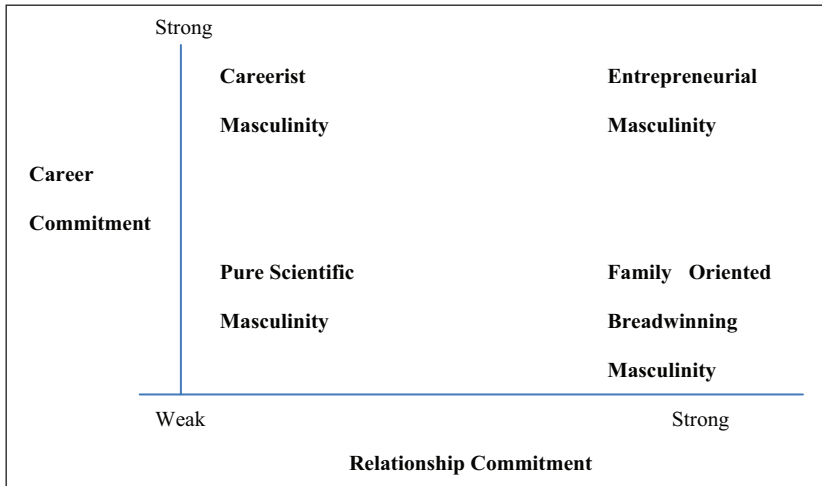 Strong
Careerist
Masculinity
Entrepreneurial
Masculinity
Career
Commitment
Pure Scientific
Masculinity
Family Oriented
Breadwinning
Masculinity
Weak
Strong
Relationship Commitment